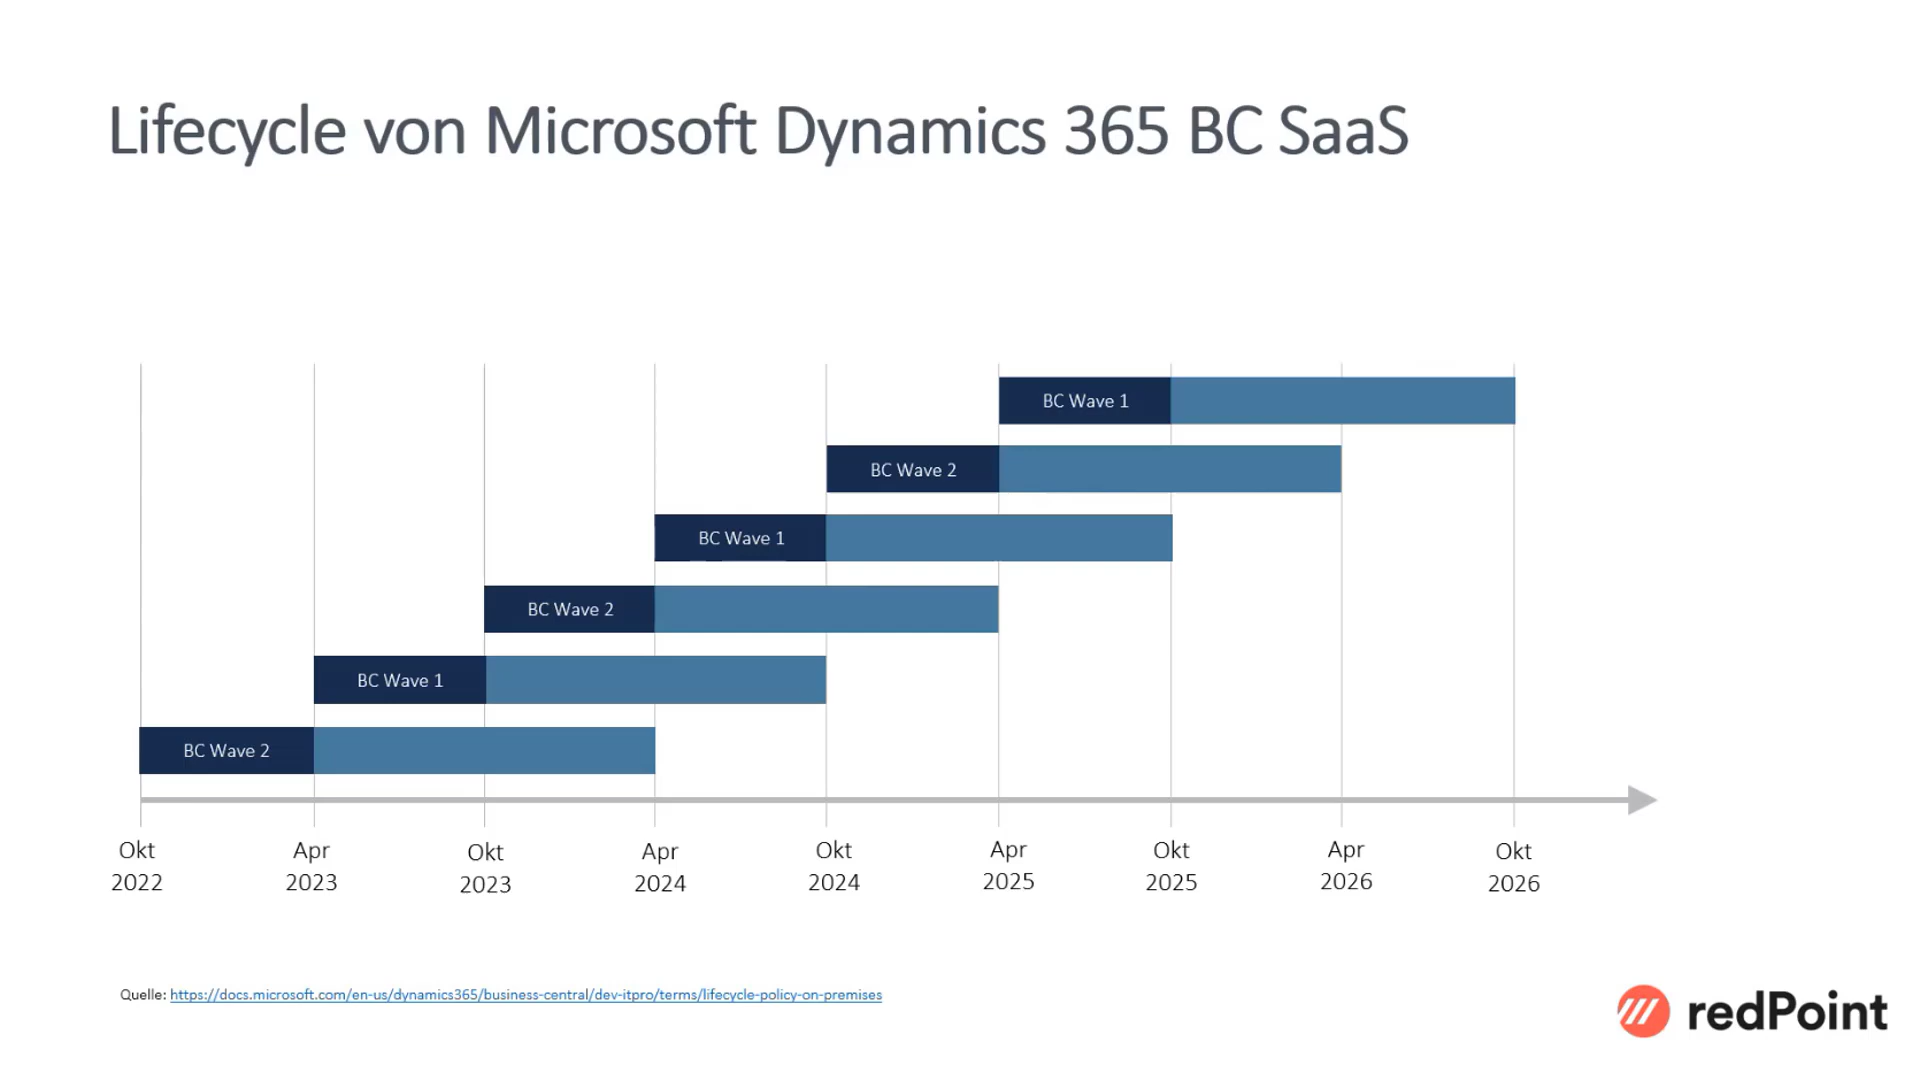 Lifecycle von Microsoft Dynamics 365 BC SaaS
BC Wave 1
BC Wave 2
BC Wave 1
BC Wave 2
BC Wave 1
BC Wave 2
Okt 2022
Apr 2023
Okt 2023
Apr 2024
Okt 2024
Apr 2025
Okt 2025
Apr 2026
Okt 2026
Quelle: https://docs.microsoft.com/en-us/dynamics365/business-central/dev-itpro/terms/lifecycle-policy-on-premises
redPoint